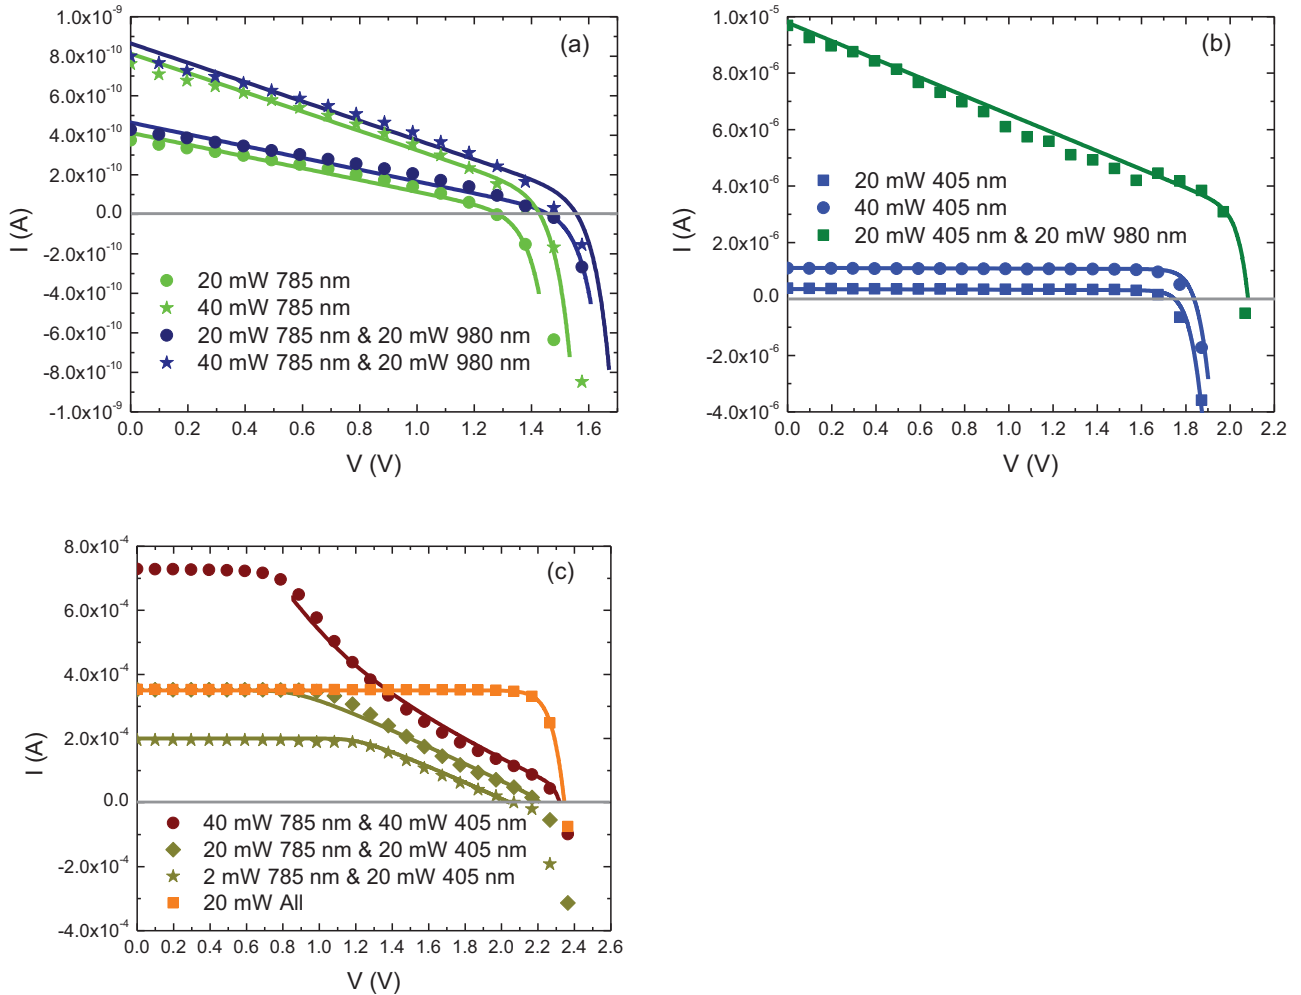 (a)
1.0x10⁻⁹
8.0x10⁻¹⁰
6.0x10⁻¹⁰
4.0x10⁻¹⁰
2.0x10⁻¹⁰
0.0
-2.0x10⁻¹⁰
-4.0x10⁻¹⁰
-6.0x10⁻¹⁰
-8.0x10⁻¹⁰
-1.0x10⁻⁹
I (A)
20 mW 785 nm
40 mW 785 nm
20 mW 785 nm & 20 mW 980 nm
40 mW 785 nm & 20 mW 980 nm
0.0 0.2 0.4 0.6 0.8 1.0 1.2 1.4 1.6
V (V)
(b)
1.0x10⁻⁵
8.0x10⁻⁶
6.0x10⁻⁶
4.0x10⁻⁶
2.0x10⁻⁶
0.0
-2.0x10⁻⁶
-4.0x10⁻⁶
I (A)
20 mW 405 nm
40 mW 405 nm
20 mW 405 nm & 20 mW 980 nm
0.0 0.2 0.4 0.6 0.8 1.0 1.2 1.4 1.6 1.8 2.0 2.2
V (V)
(c)
8.0x10⁻⁴
6.0x10⁻⁴
4.0x10⁻⁴
2.0x10⁻⁴
0.0
-2.0x10⁻⁴
-4.0x10⁻⁴
I (A)
40 mW 785 nm & 40 mW 405 nm
20 mW 785 nm & 20 mW 405 nm
2 mW 785 nm & 20 mW 405 nm
20 mW All
0.0 0.2 0.4 0.6 0.8 1.0 1.2 1.4 1.6 1.8 2.0 2.2 2.4 2.6
V (V)